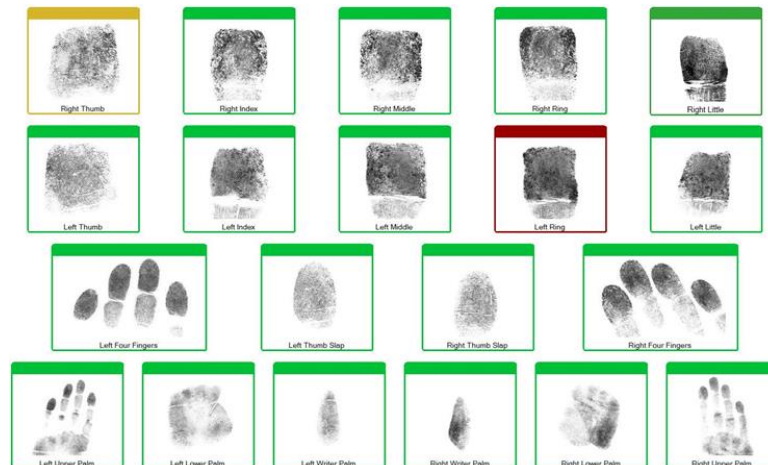 Right Thumb
Right Index
Right Middle
Right Ring
Right Little
Left Thumb
Left Index
Left Middle
Left Ring
Left Little
Left Four Fingers
Left Thumb Slap
Right Thumb Slap
Right Four Fingers
Left Upper Palm
Left Lower Palm
Left Writer Palm
Right Writer Palm
Right Lower Palm
Right Upper Palm